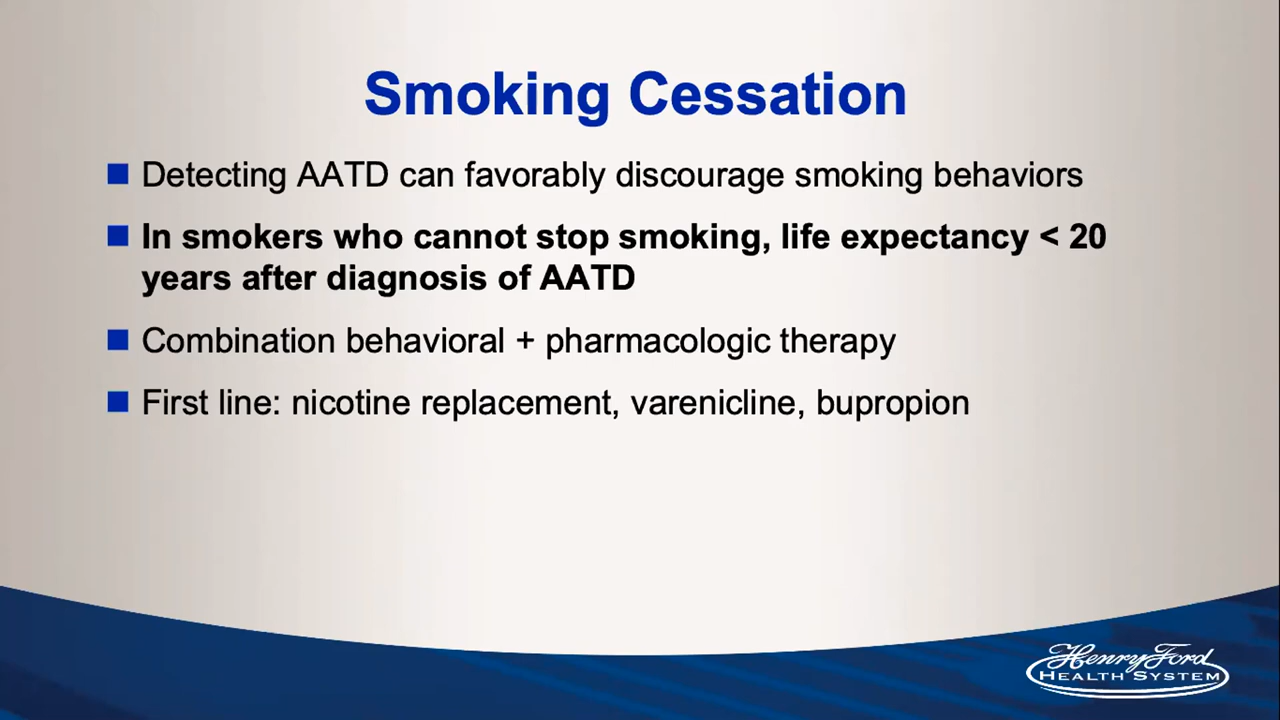 Smoking Cessation
Detecting AATD can favorably discourage smoking behaviors
In smokers who cannot stop smoking, life expectancy < 20
years after diagnosis of AATD
Combination behavioral + pharmacologic therapy
First line: nicotine replacement, varenicline, bupropion
Henry Ford
HEALTH SYSTEM